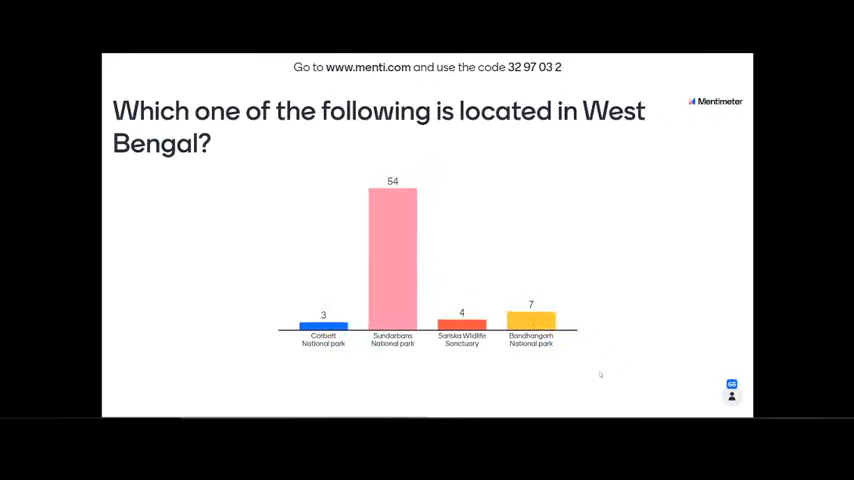 Go to www.menti.com and use the code 32 97 03 2
Mentimeter
Which one of the following is located in West
Bengal?
54
3
4
7
Corbett
National park
Sundarbans
National park
Sariska Wildlife
Sanctuary
Bandhangarh
National park
66